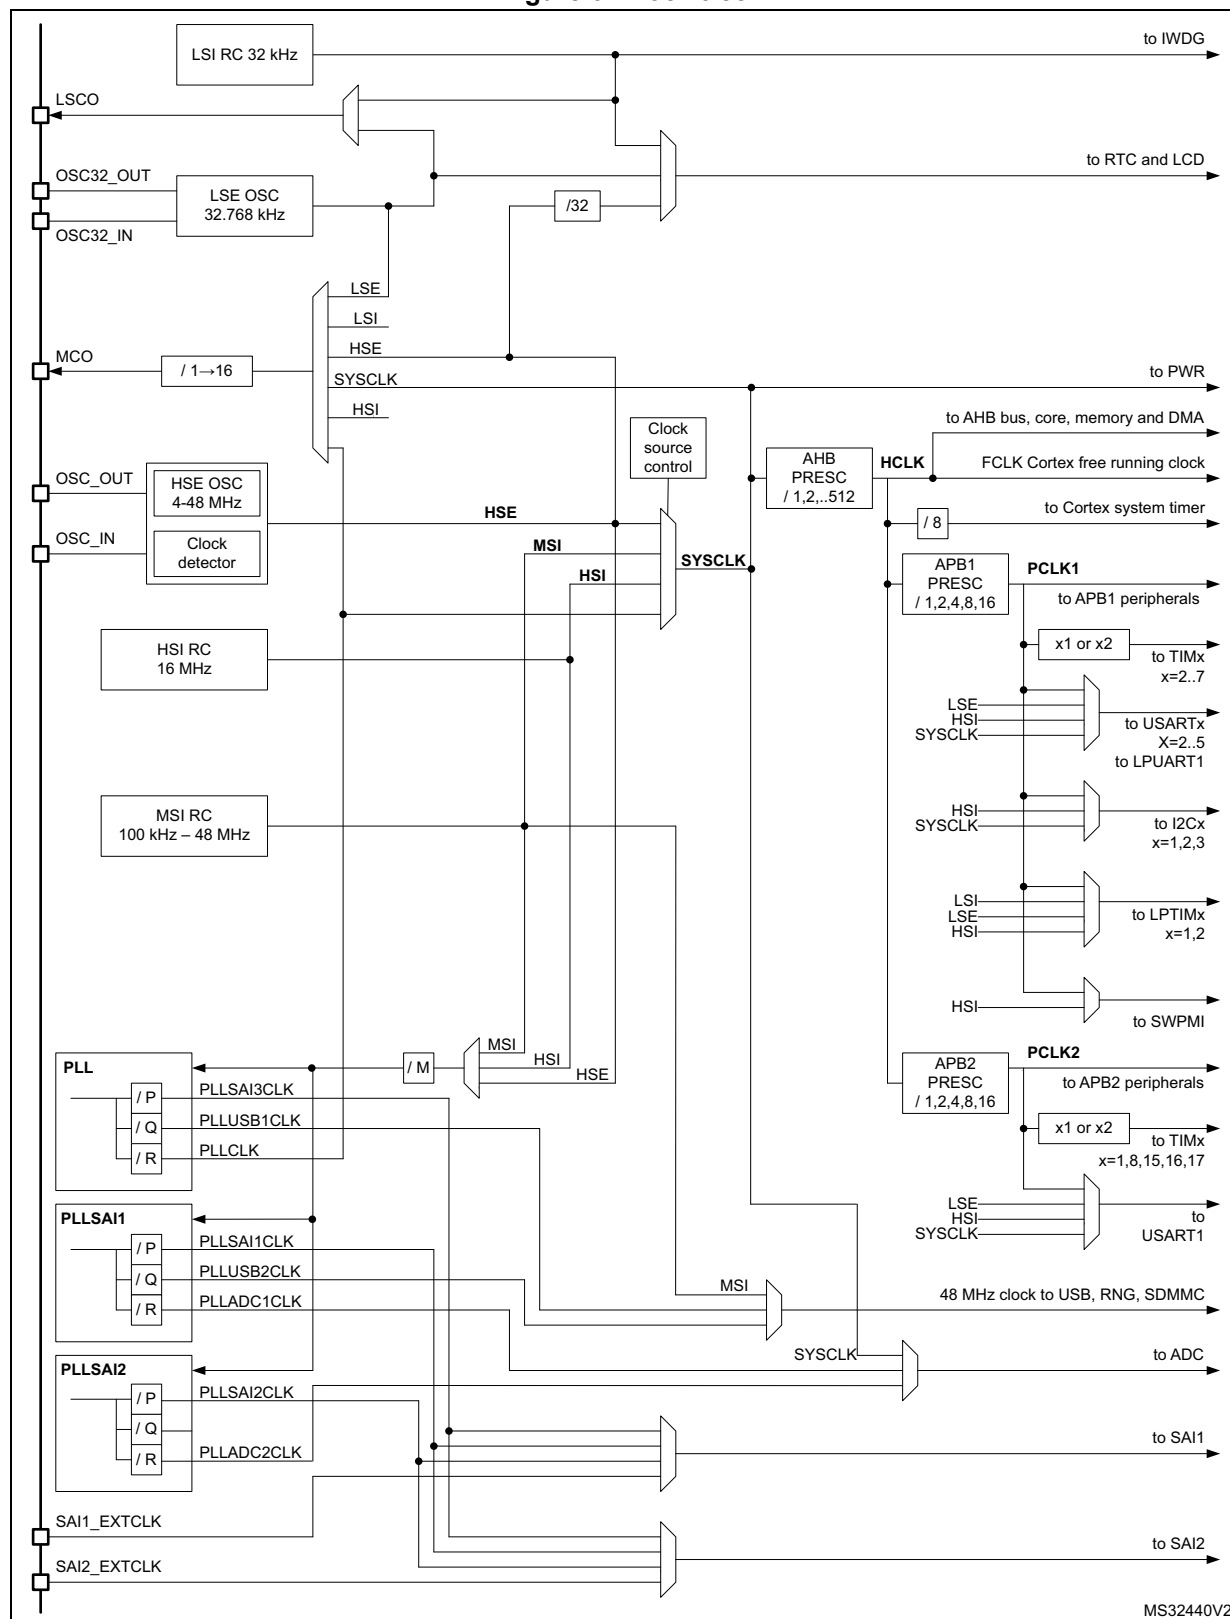 LSI RC 32 kHz
to IWDG
LSCO
OSC32_OUT
LSE OSC
32.768 kHz
/32
to RTC and LCD
OSC32_IN
LSE
LSI
HSE
MCO
/ 1→16
SYSCLK
to PWR
HSI
Clock
source
control
to AHB bus, core, memory and DMA
AHB
PRESC
/ 1,2,..512
HCLK
FCLK Cortex free running clock
OSC_OUT
HSE OSC
4-48 MHz
HSE
/ 8
to Cortex system timer
OSC_IN
Clock
detector
MSI
HSI
SYSCLK
APB1
PRESC
/ 1,2,4,8,16
PCLK1
to APB1 peripherals
HSI RC
16 MHz
x1 or x2
to TIMx
x=2..7
LSE
HSI
SYSCLK
to USARTx
X=2..5
to LPUART1
MSI RC
100 kHz – 48 MHz
HSI
SYSCLK
to I2Cx
x=1,2,3
LSI
LSE
HSI
to LPTIMx
x=1,2
HSI
to SWPMI
PLL
/ M
MSI
HSI
HSE
/ P
PLLSAI3CLK
/ Q
PLLUSB1CLK
/ R
PLLCLK
APB2
PRESC
/ 1,2,4,8,16
PCLK2
to APB2 peripherals
x1 or x2
to TIMx
x=1,8,15,16,17
LSE
HSI
SYSCLK
to
USART1
PLLSAI1
/ P
PLLSAI1CLK
/ Q
PLLUSB2CLK
/ R
PLLADC1CLK
MSI
48 MHz clock to USB, RNG, SDMMC
SYSCLK
to ADC
PLLSAI2
/ P
PLLSAI2CLK
/ Q
/ R
PLLADC2CLK
to SAI1
SAI1_EXTCLK
to SAI2
SAI2_EXTCLK
MS32440V2